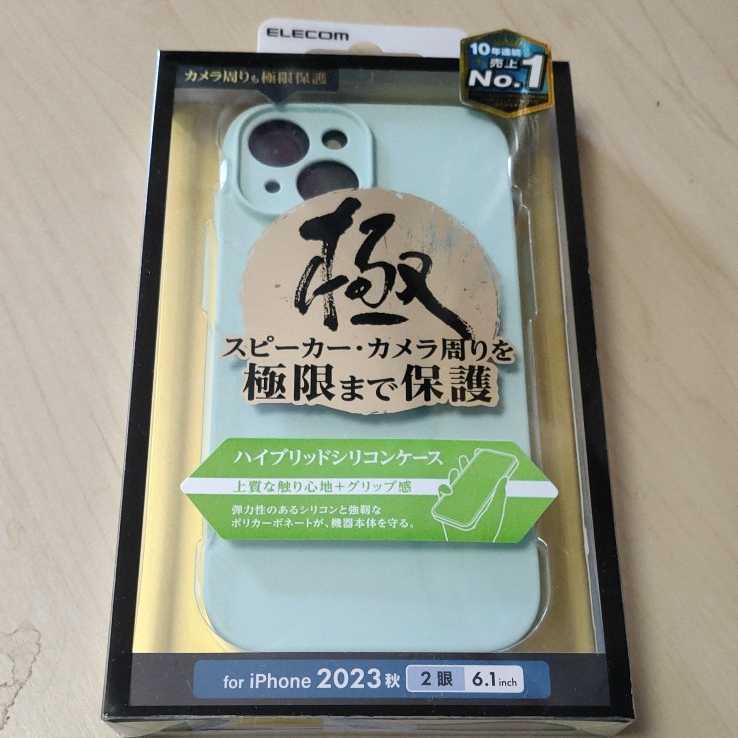 ELECOM
カメラ周りも極限保護
10年連続
売上
No.1
極
スピーカー・カメラ周りを
極限まで保護
ハイブリッドシリコンケース
上質な触り心地+グリップ感
弾力性のあるシリコンと強靭な
ポリカーボネートが、機器本体を守る。
for iPhone 2023秋 2眼 6.1inch